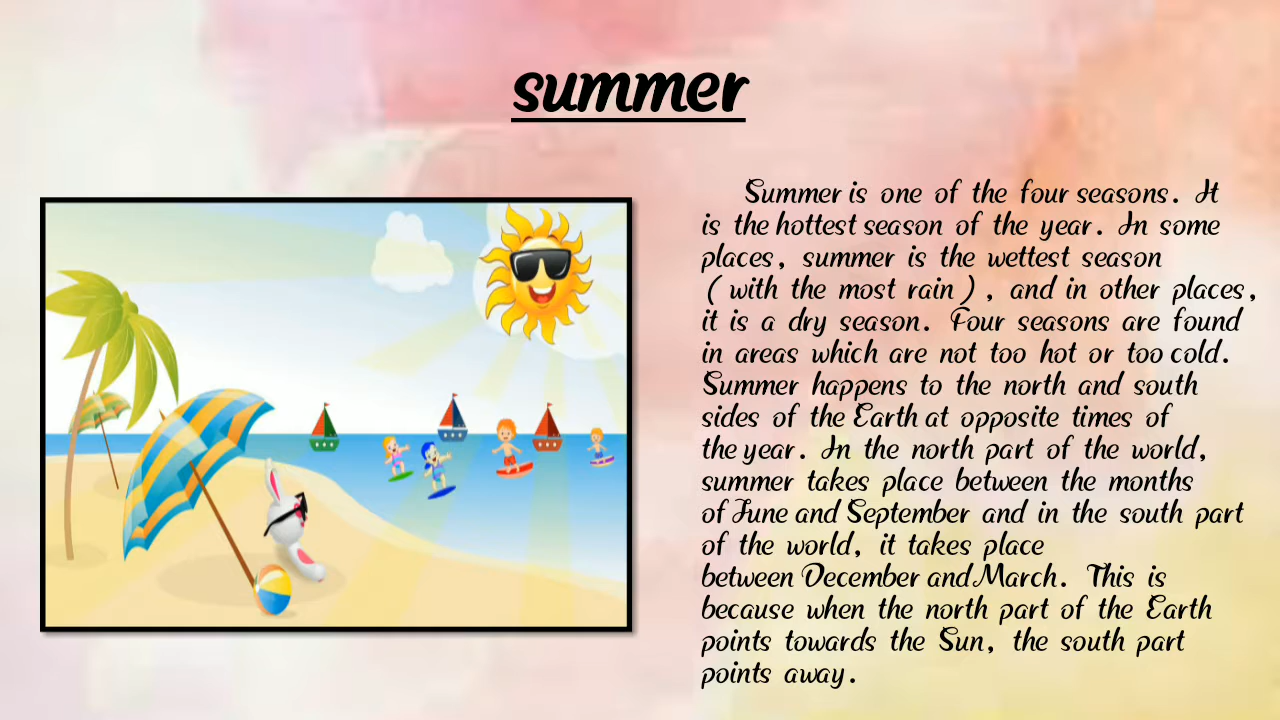 summer
Summer is one of the four seasons. It
is the hottest season of the year. In some
places, summer is the wettest season
(with the most rain), and in other places,
it is a dry season. Four seasons are found
in areas which are not too hot or too cold.
Summer happens to the north and south
sides of the Earth at opposite times of
the year. In the north part of the world,
summer takes place between the months
of June and September and in the south part
of the world, it takes place
between December and March. This is
because when the north part of the Earth
points towards the Sun, the south part
points away.